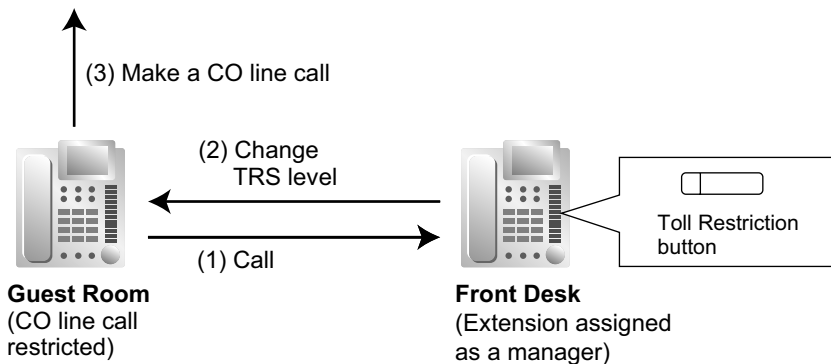 (3) Make a CO line call
(2) Change
TRS level
(1) Call
Toll Restriction
button
Guest Room
(CO line call
restricted)
Front Desk
(Extension assigned
as a manager)